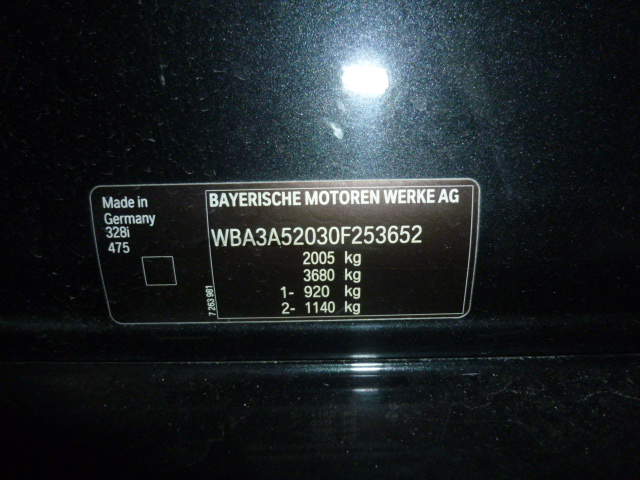 Made in
Germany
328i
475
7 263 961
BAYERISCHE MOTOREN WERKE AG
WBA3A52030F253652
2005 kg
3680 kg
1- 920 kg
2- 1140 kg